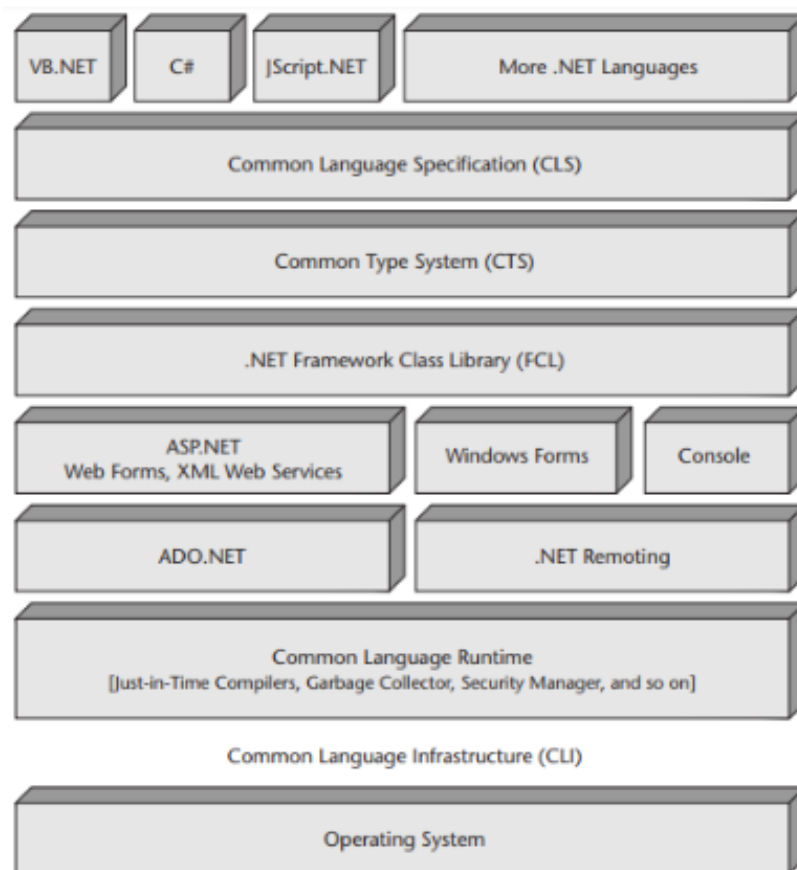 VB.NET
C#
JScript.NET
More .NET Languages
Common Language Specification (CLS)
Common Type System (CTS)
.NET Framework Class Library (FCL)
ASP.NET
Web Forms, XML Web Services
Windows Forms
Console
ADO.NET
.NET Remoting
Common Language Runtime
[Just-in-Time Compilers, Garbage Collector, Security Manager, and so on]
Common Language Infrastructure (CLI)
Operating System